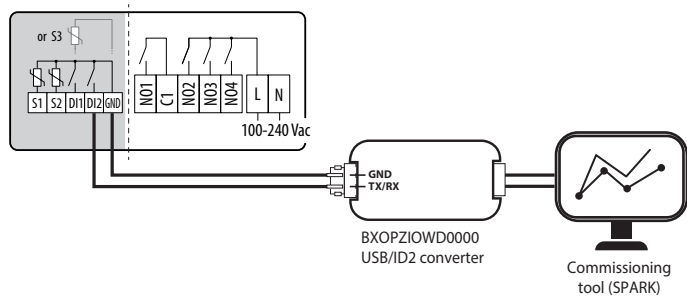 or S3
S1 S2 DI1 DI2 GND
NO1 C1 NO2 NO3 NO4 L N
100-240 Vac
GND
TX/RX
BXOPZIOWD0000
USB/ID2 converter
Commissioning
tool (SPARK)